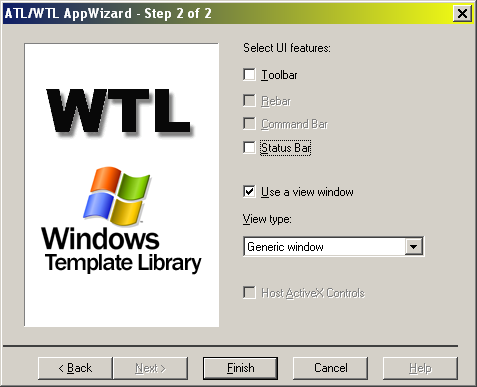 ATL/WTL AppWizard - Step 2 of 2
WTL
Windows
Template Library
Select UI features:
Toolbar
Rebar
Command Bar
Status Bar
Use a view window
View type:
Generic window
Host ActiveX Controls
< Back
Next >
Finish
Cancel
Help